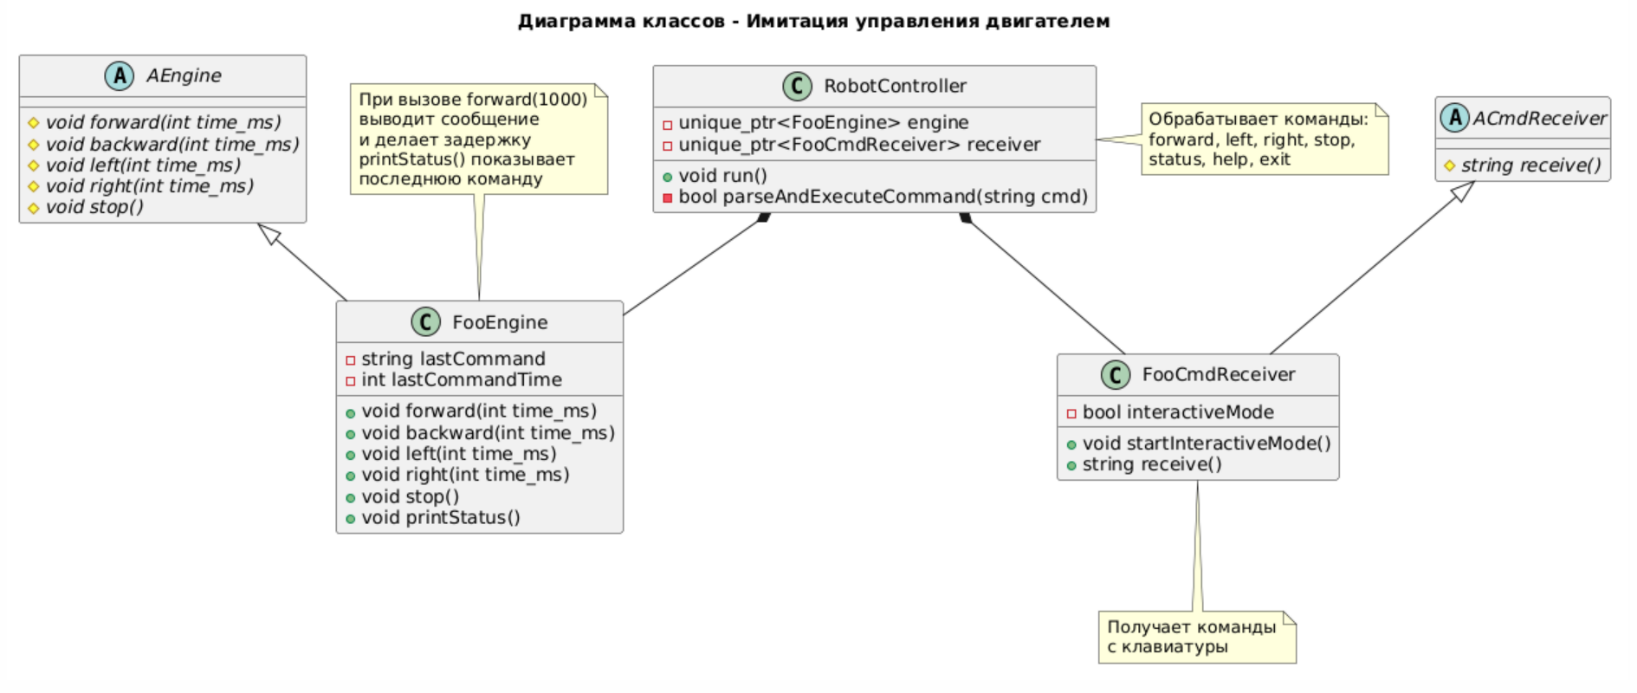 Диаграмма классов - Имитация управления двигателем
A AEngine
void forward(int time_ms)
void backward(int time_ms)
void left(int time_ms)
void right(int time_ms)
void stop()
При вызове forward(1000)
выводит сообщение
и делает задержку
printStatus() показывает
последнюю команду
C RobotController
unique_ptr<FooEngine> engine
unique_ptr<FooCmdReceiver> receiver
void run()
bool parseAndExecuteCommand(string cmd)
Обрабатывает команды:
forward, left, right, stop,
status, help, exit
A ACmdReceiver
string receive()
C FooEngine
string lastCommand
int lastCommandTime
void forward(int time_ms)
void backward(int time_ms)
void left(int time_ms)
void right(int time_ms)
void stop()
void printStatus()
C FooCmdReceiver
bool interactiveMode
void startInteractiveMode()
string receive()
Получает команды
с клавиатуры